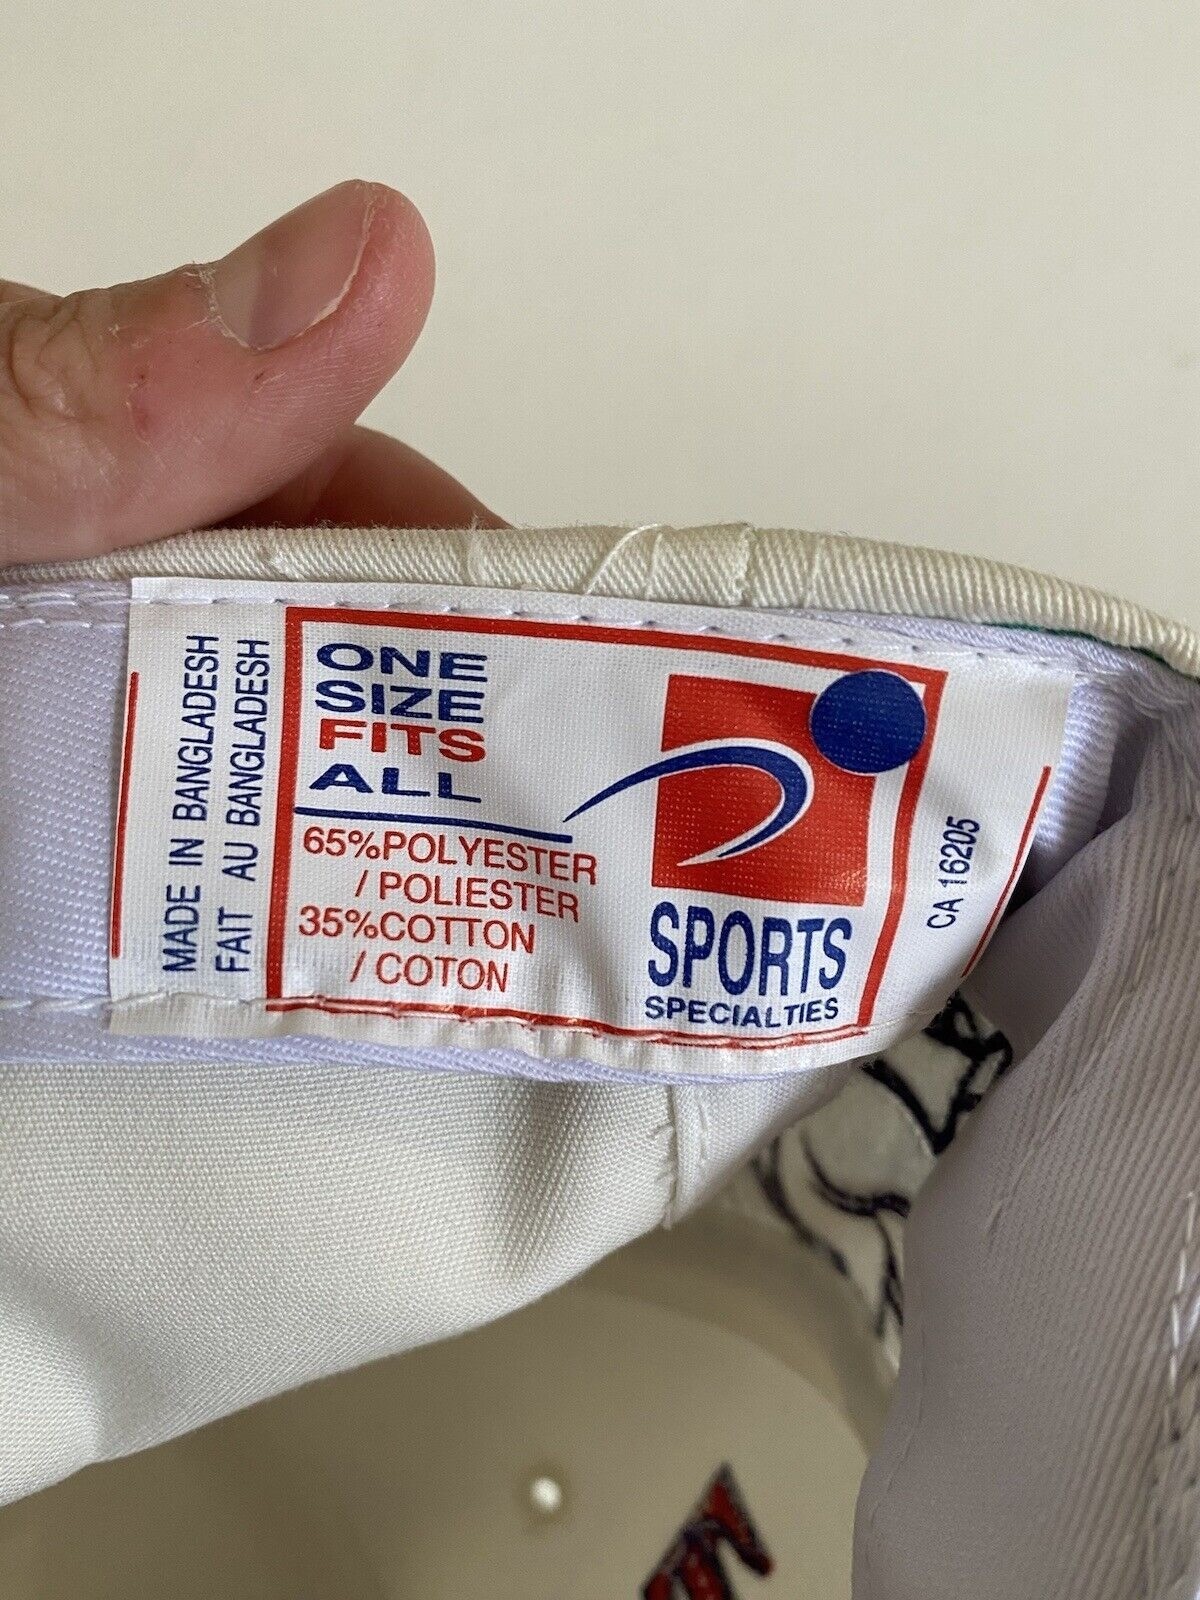 MADE IN BANGLADESH
FAIT AU BANGLADESH
ONE
SIZE
FITS
ALL
65%POLYESTER
/ POLIESTER
35%COTTON
/ COTON
SPORTS
SPECIALTIES
CA 16205